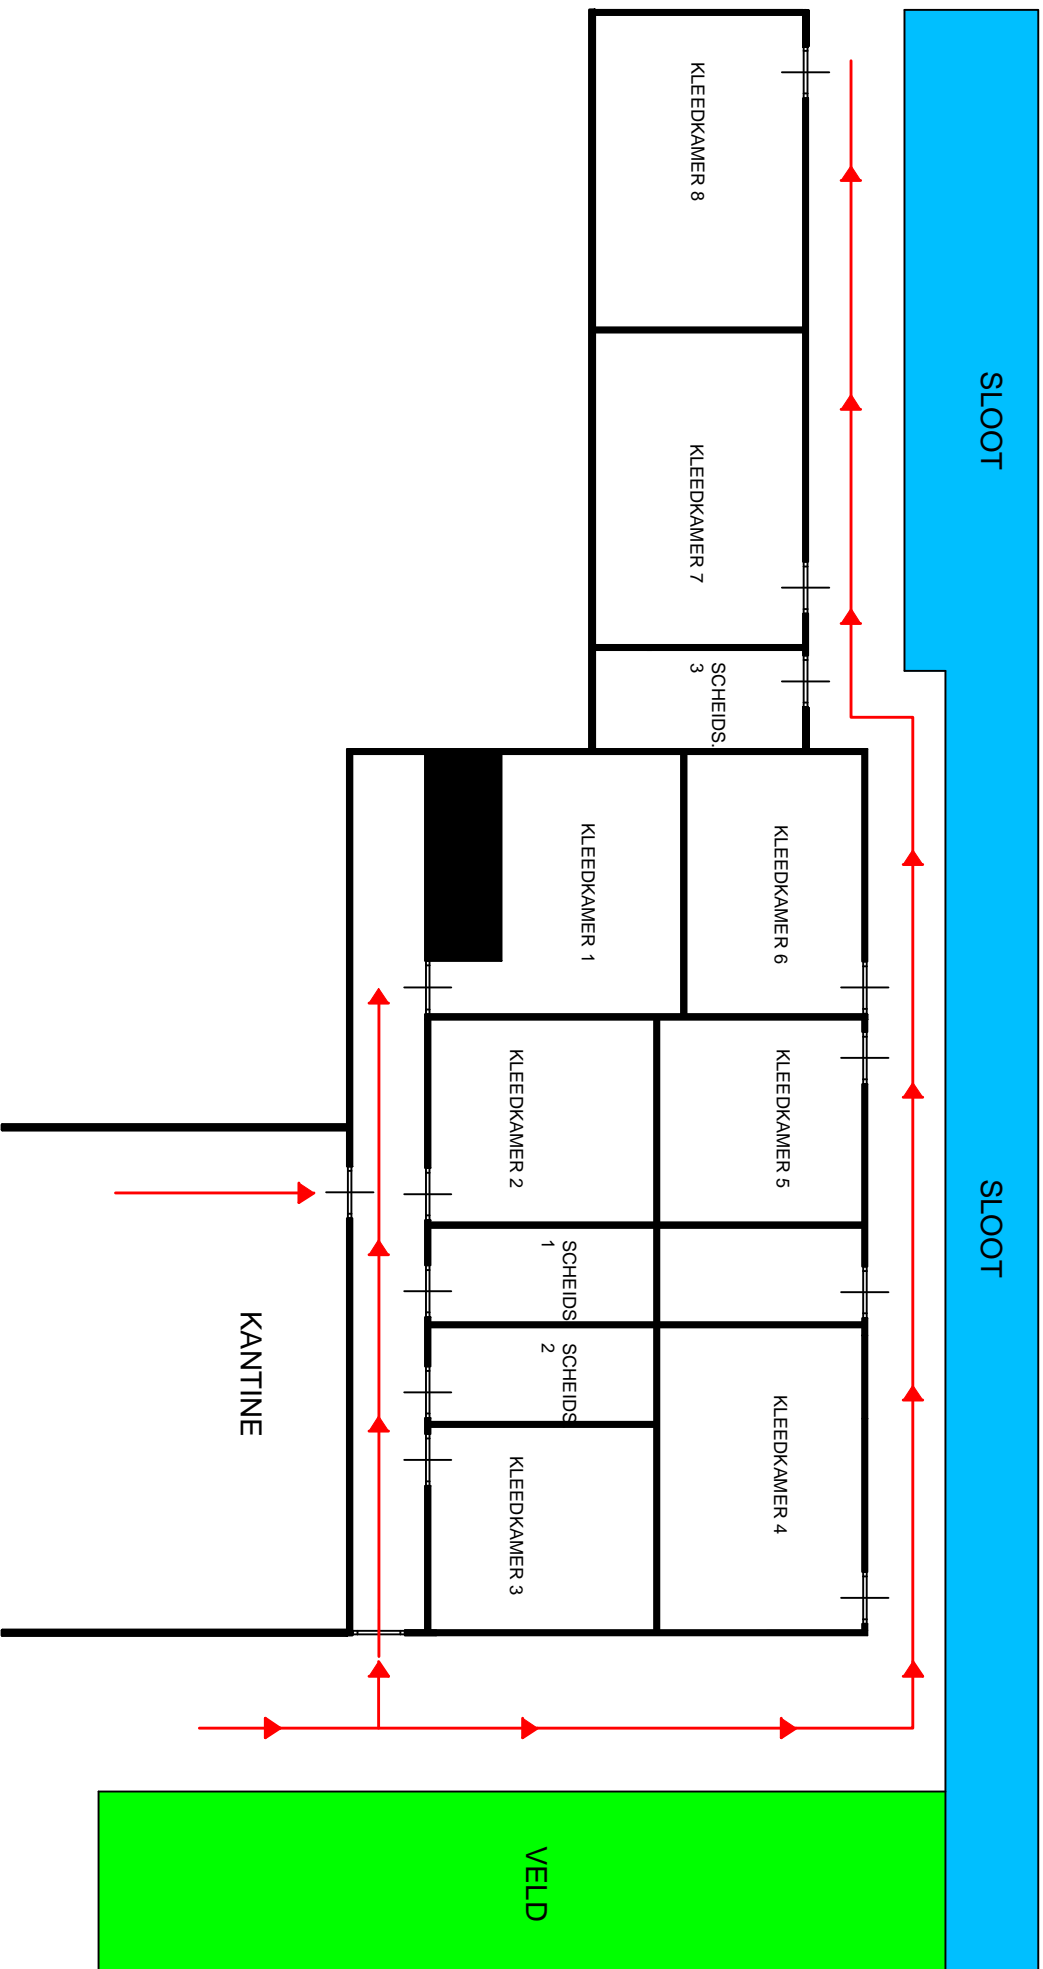 SLOOT
KLEEDKAMER 8
KLEEDKAMER 7
SCHEIDS.
3
SLOOT
KLEEDKAMER 6
KLEEDKAMER 1
KLEEDKAMER 5
KLEEDKAMER 2
SCHEIDS
1
SCHEIDS
2
KLEEDKAMER 4
KLEEDKAMER 3
KANTINE
VELD